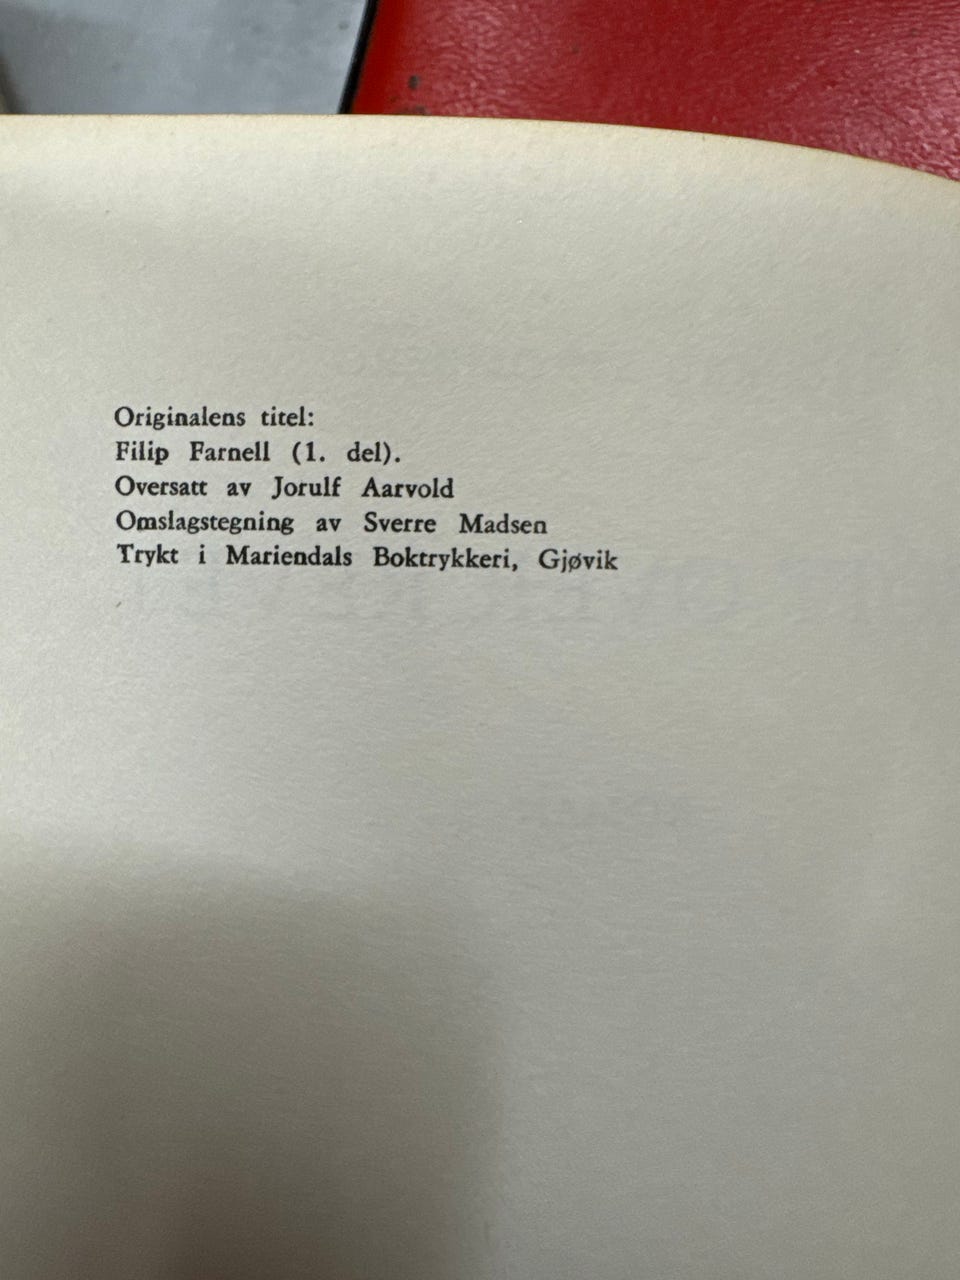 Originalens titel:
Filip Farnell (1. del).
Oversatt av Jorulf Aarvold
Omslagstegning av Sverre Madsen
Trykt i Mariendals Boktrykkeri, Gjøvik